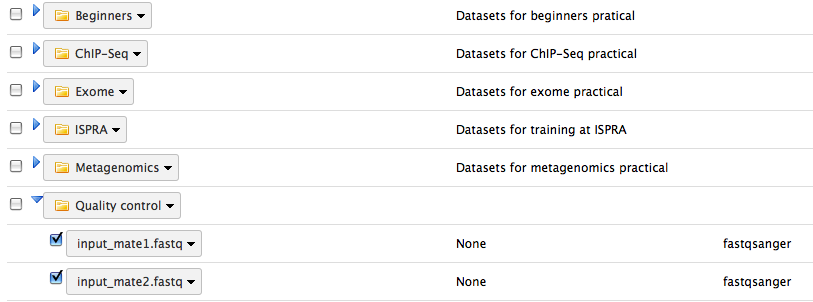 Beginners Datasets for beginners pratical
ChIP-Seq Datasets for ChIP-Seq practical
Exome Datasets for exome practical
ISPRA Datasets for training at ISPRA
Metagenomics Datasets for metagenomics practical
Quality control
input_mate1.fastq None fastqsanger
input_mate2.fastq None fastqsanger